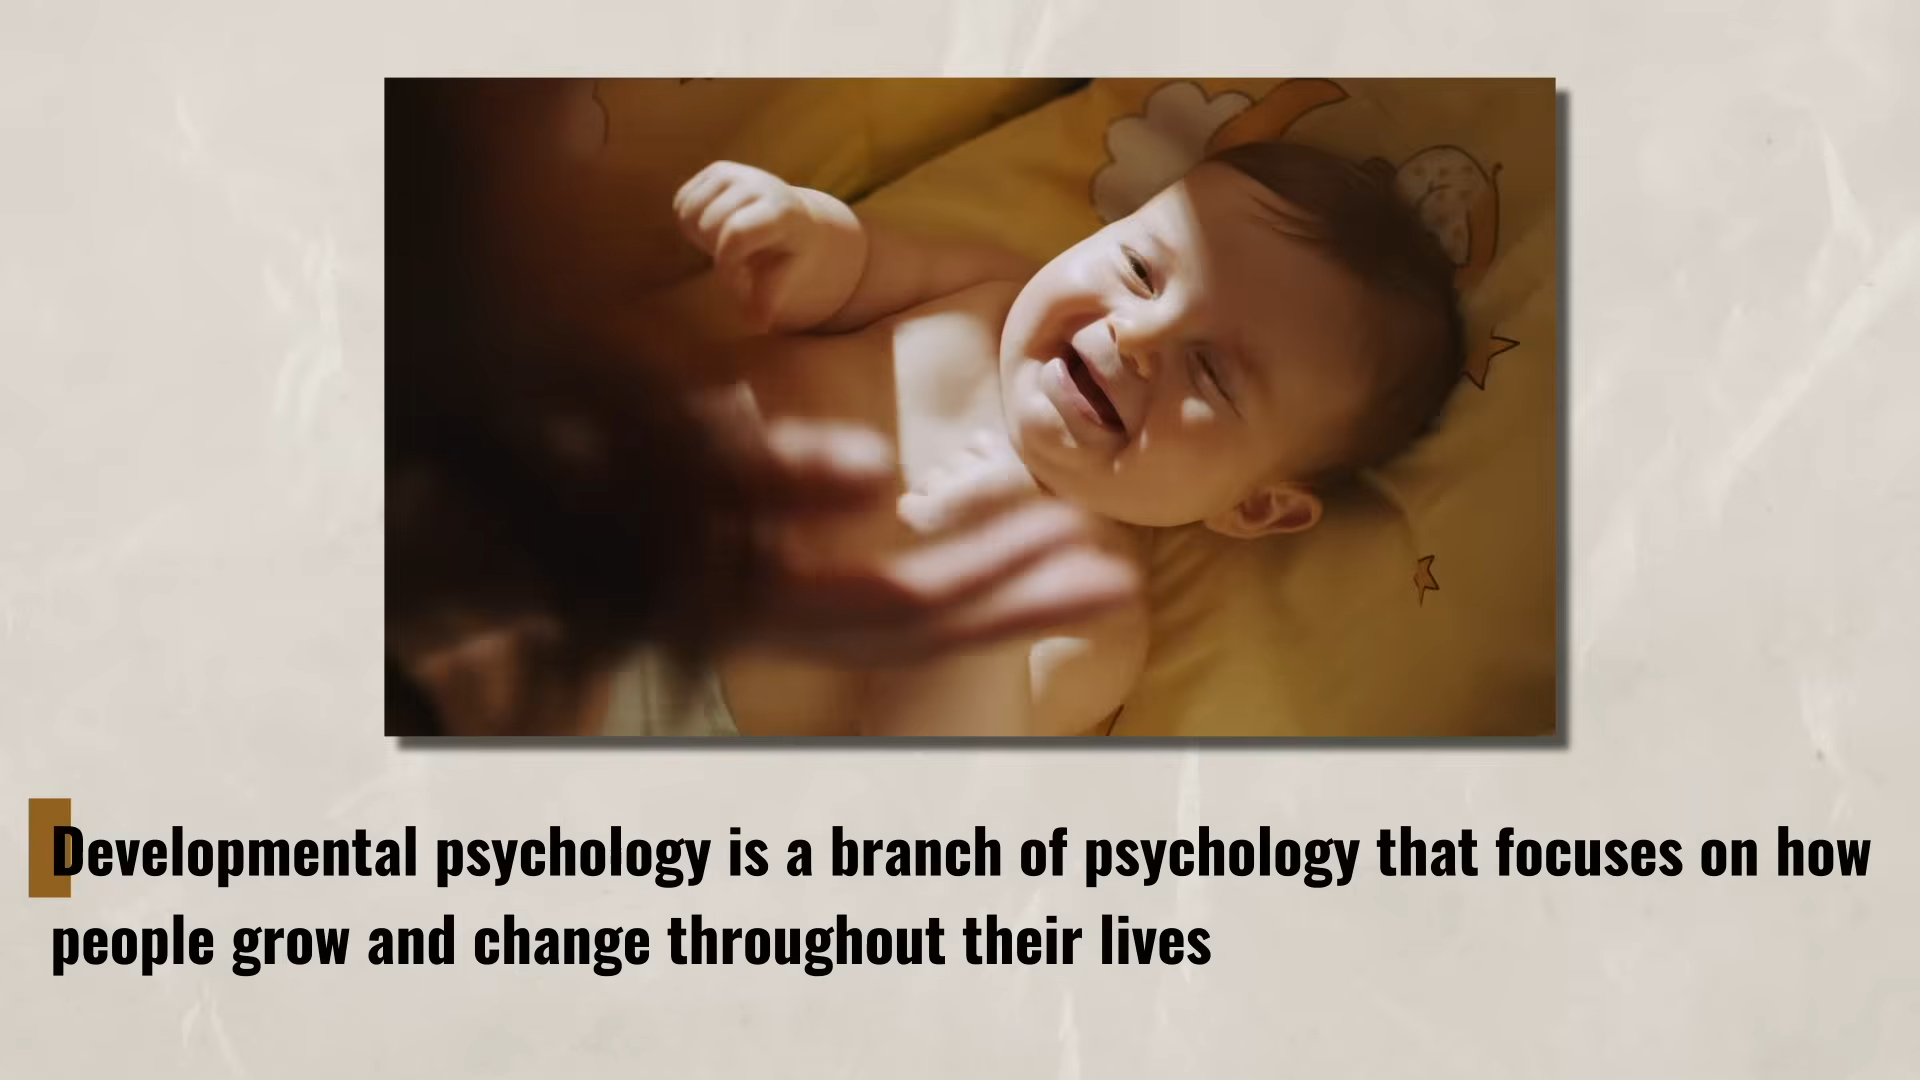 Developmental psychology is a branch of psychology that focuses on how
people grow and change throughout their lives